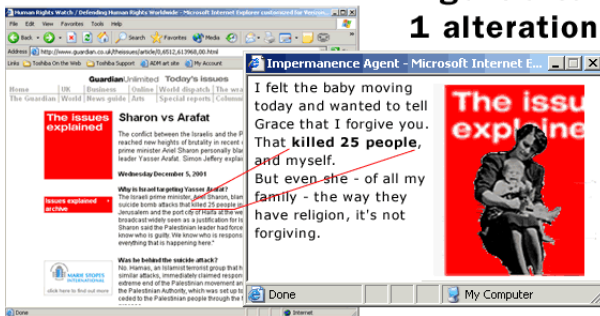 1 alteration
Human Rights Watch / Defending Human Rights Worldwide - Microsoft Internet Explorer
File Edit View Favorites Tools Help
Back Search Favorites Media
Address http://www.guardian.co.uk/theissues/article/0,6512,613968,00.html
Links Toshiba On the Web Toshiba Support ADM art site My Account
GuardianUnlimited Today's issues
Home UK Business Online World dispatch The
The Guardian World News guide Arts Special reports
The issues
explained
Sharon vs Arafat
The conflict between the Israelis and the P
reached new heights of brutality in recent
prime minister Ariel Sharon personally
leader Yasser Arafat. Simon Jeffery
Wednesday December 5, 2001
Issues explained
archive
Why is Israel targeting Yasser Arafat?
The Israeli prime minister, Ariel Sharon,
suicide bomb attacks that killed 25 people
Jerusalem and the port city of Haifa at the
broadcast widely seen as a justification for
Sharon said the Palestinian leader had
know who is guilty. We know who is
everything that is happening here."
Was he behind the suicide attack?
No. Hamas, an Islamist terrorist group that
similar attacks, immediately claimed
extreme end of the Palestinian movement
the Palestinian Authority, which was set up
ceded to the Palestinian people through the
MARIE STOPES
INTERNATIONAL
click here to find out more
Done Internet
Impermanence Agent - Microsoft Internet E...
I felt the baby moving
today and wanted to tell
Grace that I forgive you.
That killed 25 people,
and myself.
But even she - of all my
family - the way they
have religion, it's not
forgiving.
The issu
explaine
Done My Computer